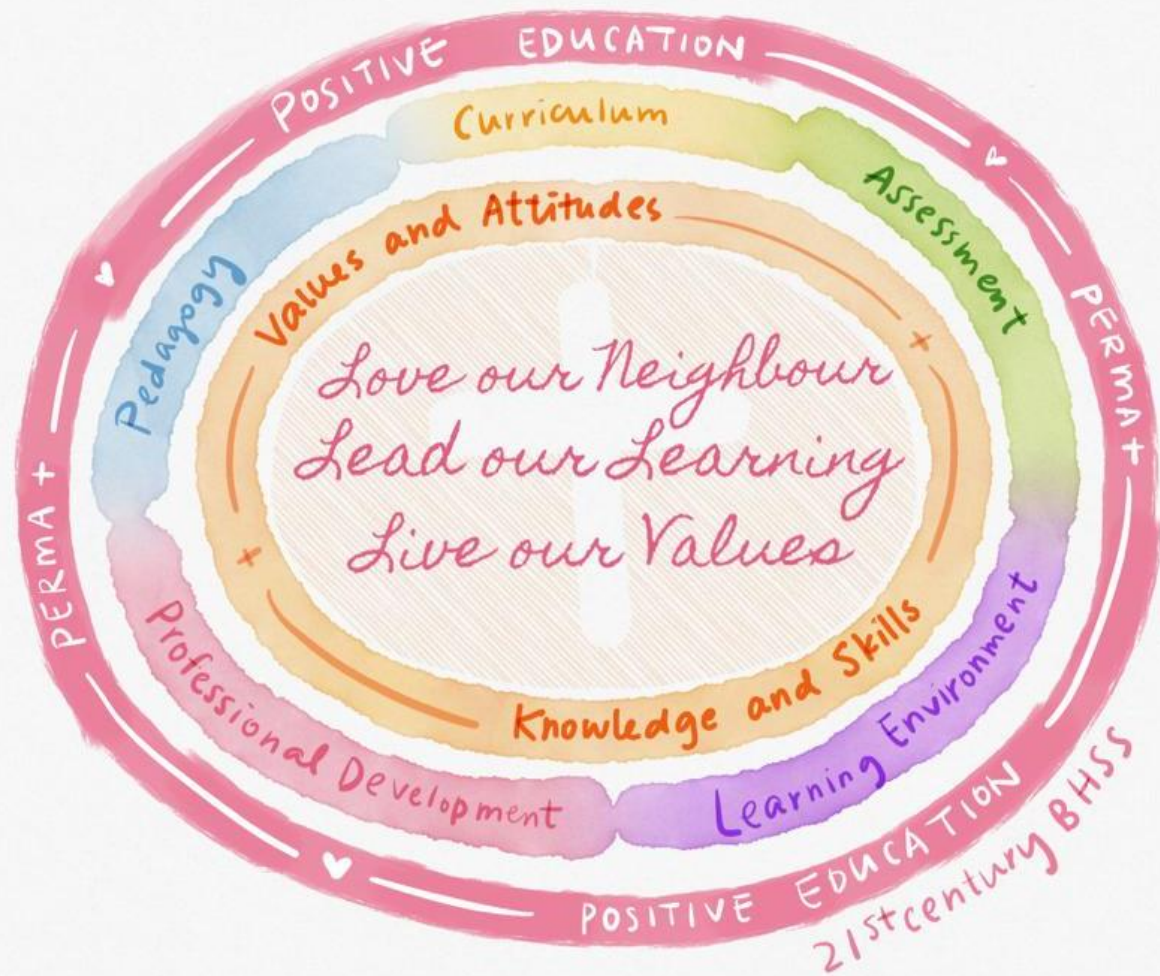 POSITIVE EDUCATION
PERMA+
POSITIVE EDUCATION
PERMA+
Curriculum
Assessment
Learning Environment
Professional Development
Pedagogy
Values and Attitudes
Knowledge and Skills
Love our Neighbour
Lead our Learning
Live our Values
21st century BHSS